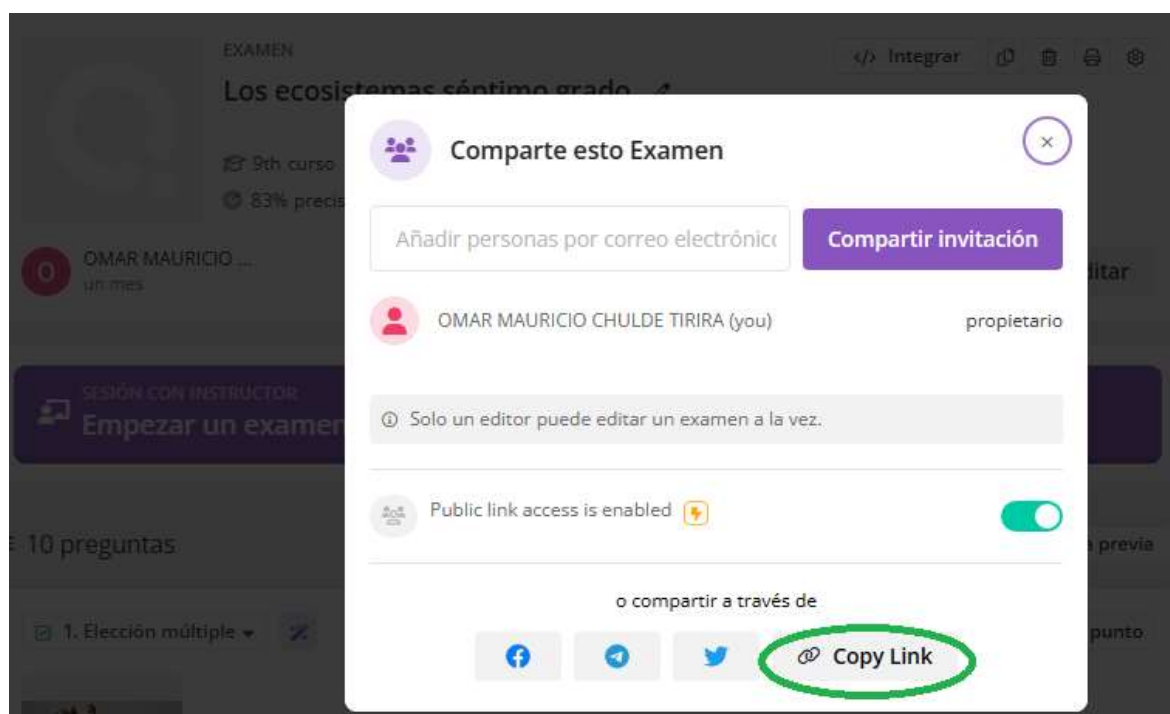 EXAMEN
</> Integrar
Los ecosistemas séptimo grado
Comparte esto Examen
9th curso
83% precis
Añadir personas por correo electrónic
Compartir invitación
OMAR MAURICIO ...
un mes
O
ditar
OMAR MAURICIO CHULDE TIRIRA (you)
propietario
SESIÓN CON INSTRUCTOR
Empezar un examen
Solo un editor puede editar un examen a la vez.
Public link access is enabled
10 preguntas
a previa
o compartir a través de
1. Elección múltiple
punto
Copy Link